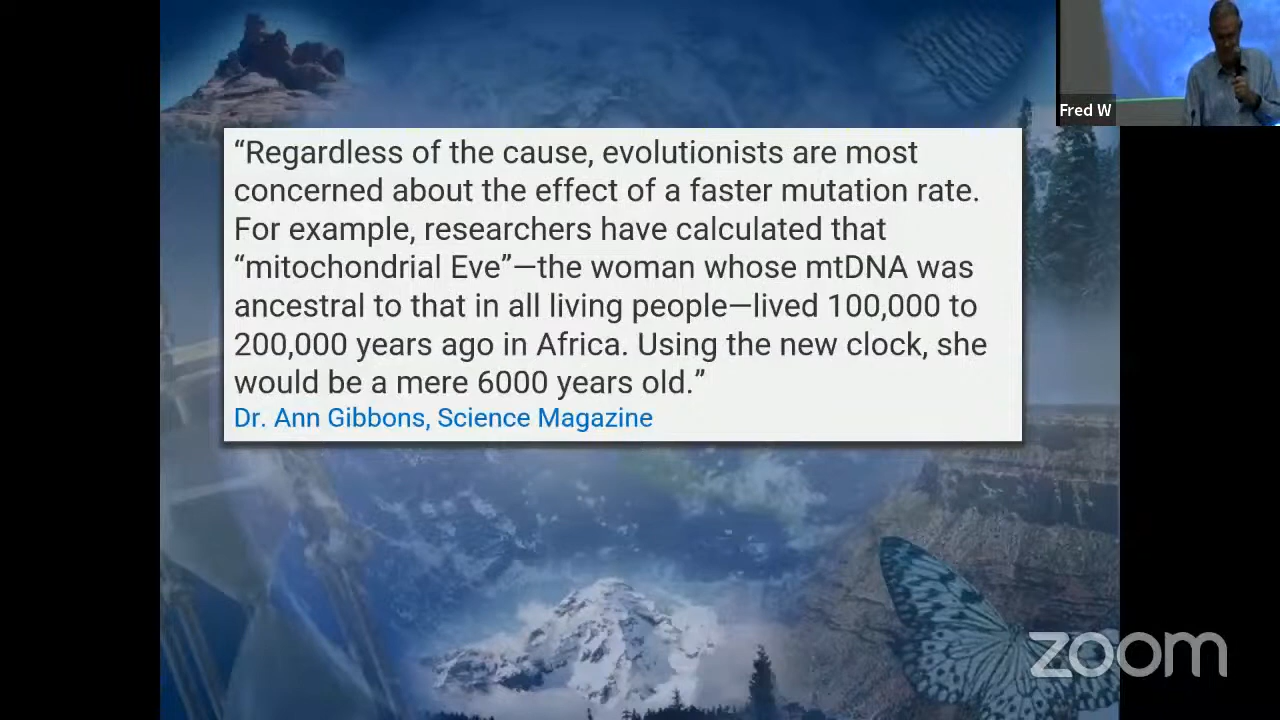 Fred W
“Regardless of the cause, evolutionists are most
concerned about the effect of a faster mutation rate.
For example, researchers have calculated that
“mitochondrial Eve”—the woman whose mtDNA was
ancestral to that in all living people—lived 100,000 to
200,000 years ago in Africa. Using the new clock, she
would be a mere 6000 years old.”
Dr. Ann Gibbons, Science Magazine
zoom